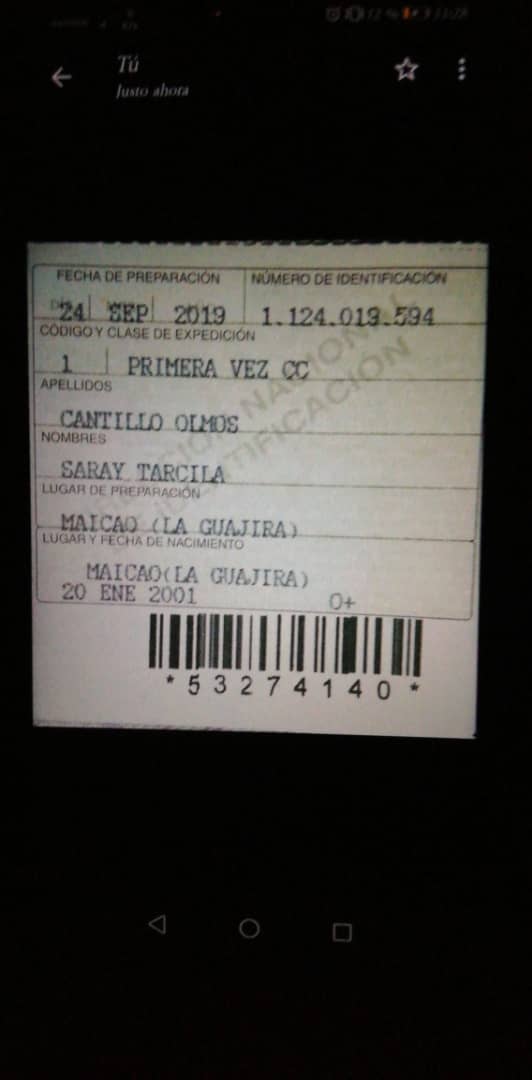 Tú
Justo ahora
FECHA DE PREPARACIÓN NÚMERO DE IDENTIFICACIÓN
24 SEP 2019 1.124.019.594
CÓDIGO Y CLASE DE EXPEDICIÓN
1 PRIMERA VEZ CC
APELLIDOS
CANTILLO OLMOS
NOMBRES
SARAY TARCILA
LUGAR DE PREPARACIÓN
MAICAO (LA GUAJIRA)
LUGAR Y FECHA DE NACIMIENTO
MAICAO(LA GUAJIRA)
20 ENE 2001 O+
*53274140*